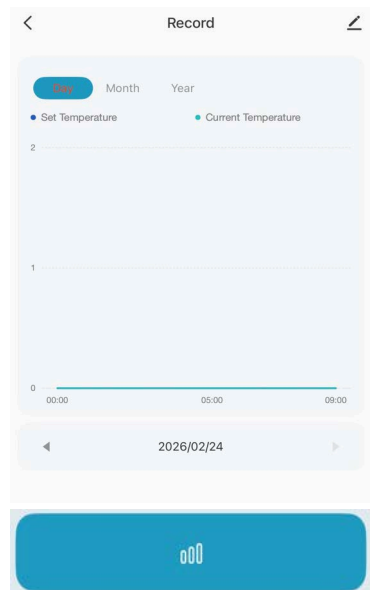 Record
Day Month Year
Set Temperature Current Temperature
2
1
0
00:00 05:00 09:00
2026/02/24